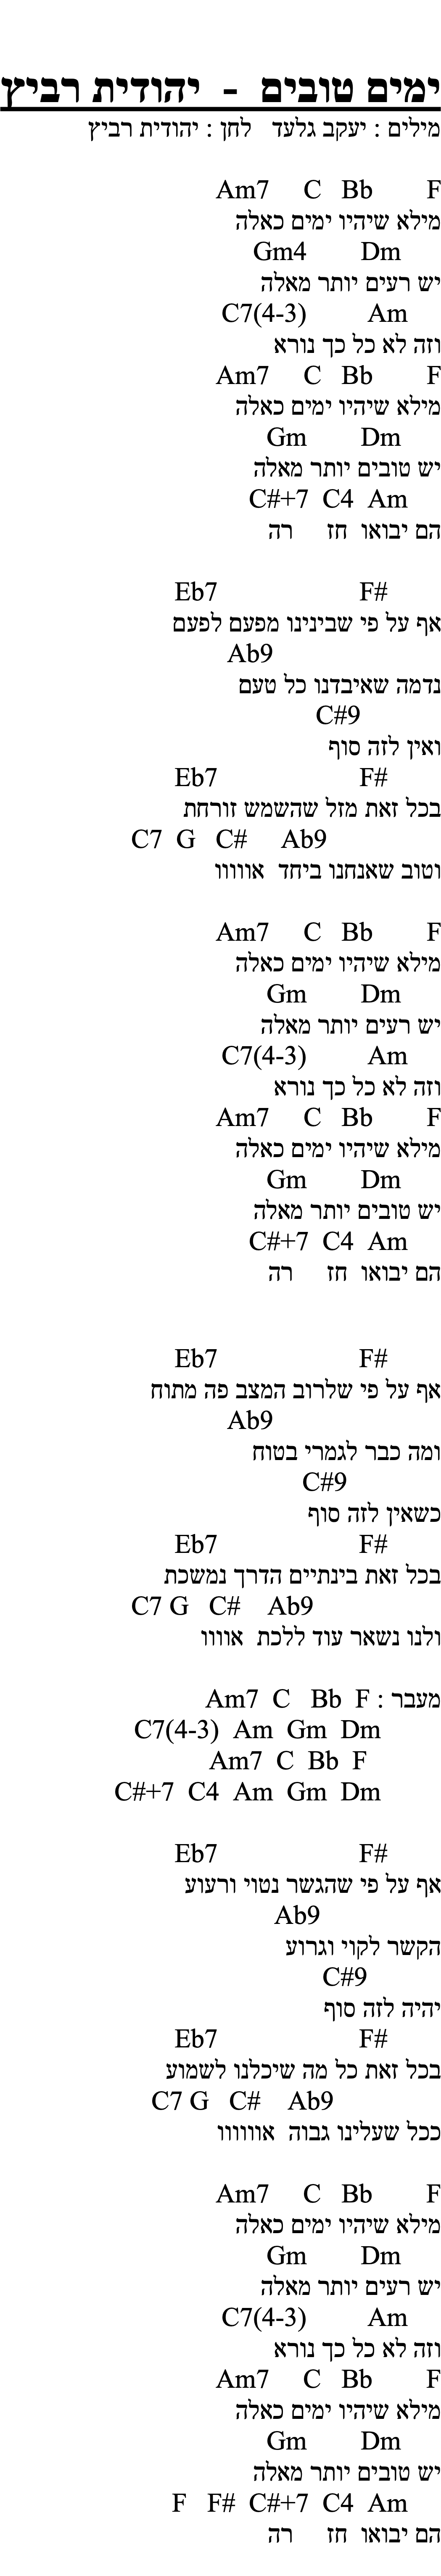 ימים טובים - יהודית רביץ
מילים : יעקב גלעד לחן : יהודית רביץ
F Bb C Am7
מילא שיהיו ימים כאלה
Dm Gm4
יש רעים יותר מאלה
Am C7(4-3)
וזה לא כל כך נורא
F Bb C Am7
מילא שיהיו ימים כאלה
Dm Gm
יש טובים יותר מאלה
Am C4 C#+7
הם יבואו חז רה
F# Eb7
אף על פי שבינינו מפעם לפעם
Ab9
נדמה שאיבדנו כל טעם
C#9
ואין לזה סוף
F# Eb7
בכל זאת מזל שהשמש זורחת
Ab9 C# G C7
וטוב שאנחנו ביחד אווווו
F Bb C Am7
מילא שיהיו ימים כאלה
Dm Gm
יש רעים יותר מאלה
Am C7(4-3)
וזה לא כל כך נורא
F Bb C Am7
מילא שיהיו ימים כאלה
Dm Gm
יש טובים יותר מאלה
Am C4 C#+7
הם יבואו חז רה
F# Eb7
אף על פי שלרוב המצב פה מתוח
Ab9
ומה כבר לגמרי בטוח
C#9
כשאין לזה סוף
F# Eb7
בכל זאת בינתיים הדרך נמשכת
Ab9 C# G C7
ולנו נשאר עוד ללכת אוווו
מעבר : F Bb C Am7
Dm Gm Am C7(4-3)
F Bb C Am7
Dm Gm Am C4 C#+7
F# Eb7
אף על פי שהגשר נטוי ורעוע
Ab9
הקשר לקוי וגרוע
C#9
יהיה לזה סוף
F# Eb7
בכל זאת כל מה שיכלנו לשמוע
Ab9 C# G C7
ככל שעלינו גבוה אוווווו
F Bb C Am7
מילא שיהיו ימים כאלה
Dm Gm
יש רעים יותר מאלה
Am C7(4-3)
וזה לא כל כך נורא
F Bb C Am7
מילא שיהיו ימים כאלה
Dm Gm
יש טובים יותר מאלה
Am C4 C#+7 F# F
הם יבואו חז רה